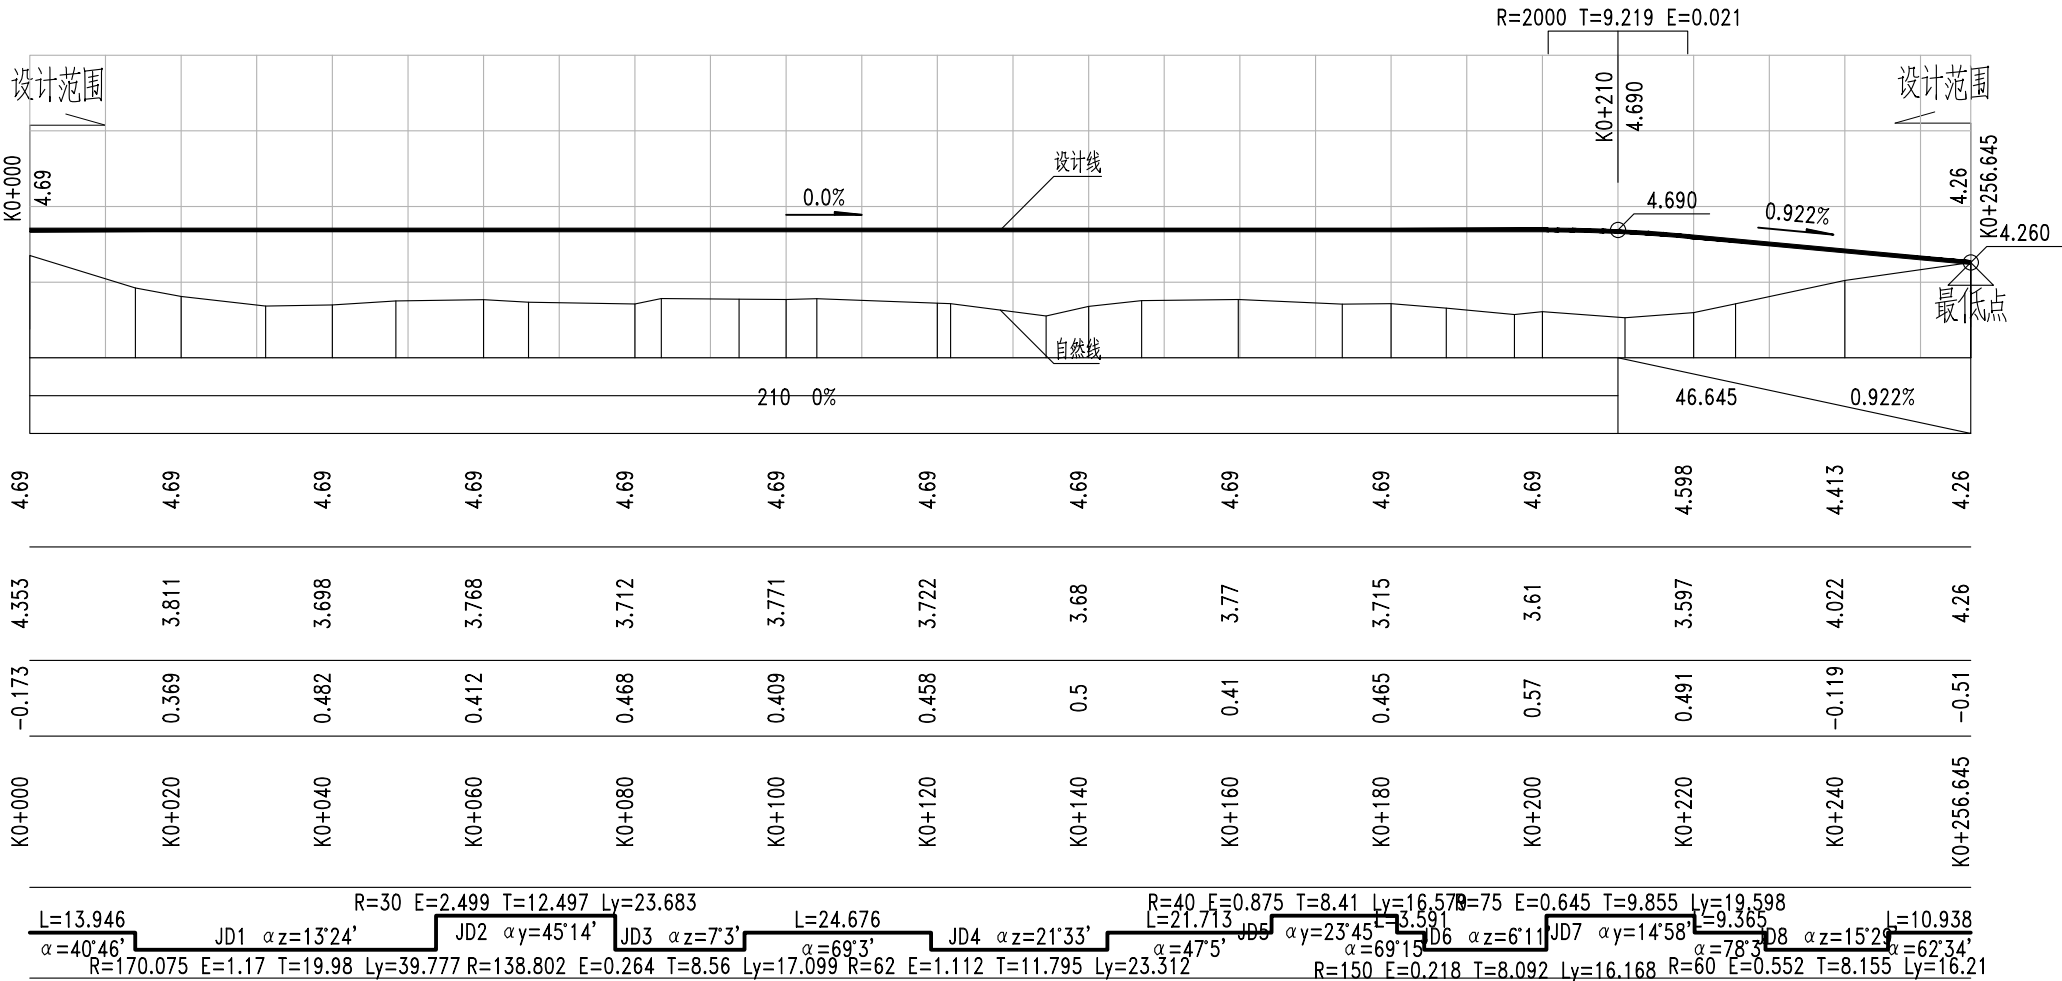 R=2000 T=9.219 E=0.021
设计范围
设计范围
K0+210
4.690
K0+000
4.69
4.26
K0+256.645
设计线
0.0%
4.690
0.922%
4.260
最低点
自然线
210 0%
46.645 0.922%
4.69 4.69 4.69 4.69 4.69 4.69 4.69 4.69 4.69 4.69 4.69 4.598 4.413 4.26
4.353 3.811 3.698 3.768 3.712 3.771 3.722 3.68 3.77 3.715 3.61 3.597 4.022 4.26
-0.173 0.369 0.482 0.412 0.468 0.409 0.458 0.5 0.41 0.465 0.57 0.491 -0.119 -0.51
K0+000 K0+020 K0+040 K0+060 K0+080 K0+100 K0+120 K0+140 K0+160 K0+180 K0+200 K0+220 K0+240 K0+256.645
R=30 E=2.499 T=12.497 Ly=23.683 R=40 E=0.875 T=8.41 Ly=16.579 R=75 E=0.645 T=9.855 Ly=19.598
L=13.946 L=24.676 L=21.713 L=3.591 L=9.365 L=10.938
JD1 αz=13°24' JD2 αy=45°14' JD3 αz=7°3' JD4 αz=21°33' JD5 αy=23°45' JD6 αz=6°11' JD7 αy=14°58' JD8 αz=15°29'
α=40°46' α=69°3' α=47°5' α=69°15' α=78°3' α=62°34'
R=170.075 E=1.17 T=19.98 Ly=39.777 R=138.802 E=0.264 T=8.56 Ly=17.099 R=62 E=1.112 T=11.795 Ly=23.312 R=150 E=0.218 T=8.092 Ly=16.168 R=60 E=0.552 T=8.155 Ly=16.21